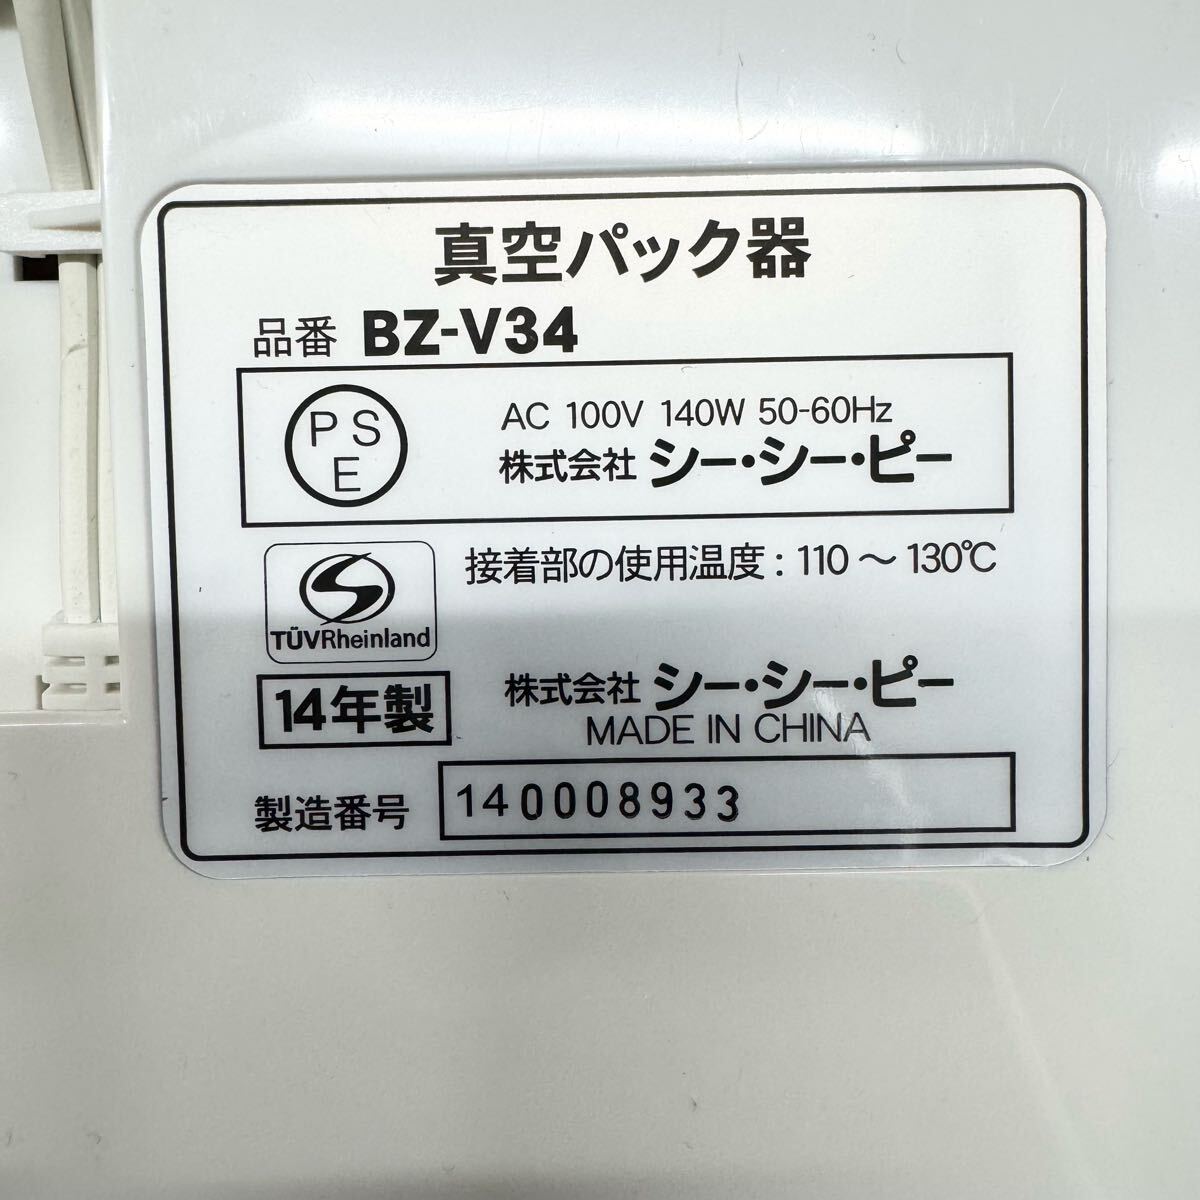 真空パック器
品番 BZ-V34
PS
E
AC 100V 140W 50-60Hz
株式会社 シー・シー・ピー
接着部の使用温度：110～130℃
TÜVRheinland
14年製
株式会社 シー・シー・ピー
MADE IN CHINA
製造番号 140008933